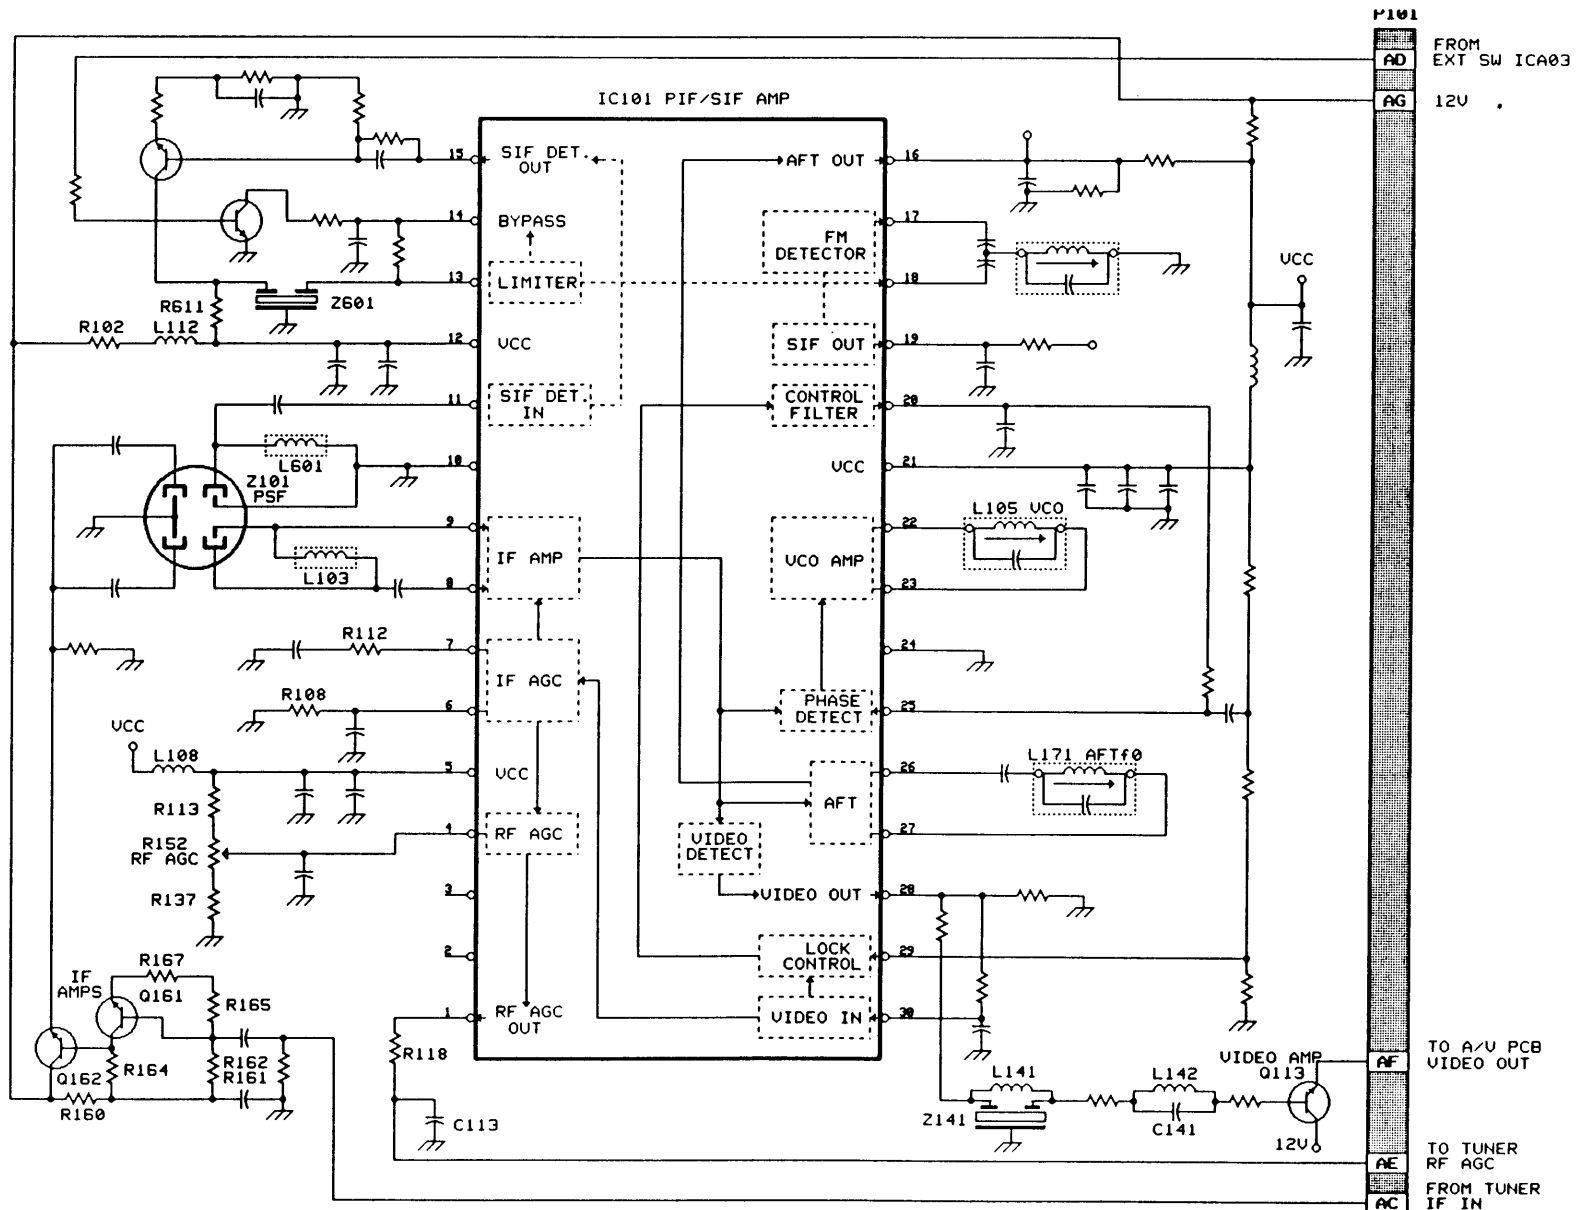 P101
FROM
EXT SW ICA03
AD
AG
12V
IC101 PIF/SIF AMP
15
SIF DET.
OUT
AFT OUT
16
14
BYPASS
17
FM
DETECTOR
13
LIMITER
18
Z601
VCC
R611
R102
L112
12
VCC
SIF OUT
19
11
SIF DET.
IN
CONTROL
FILTER
20
L601
10
VCC
21
Z101
PSF
L105 VCO
9
IF AMP
22
VCO AMP
L103
8
23
R112
7
24
IF AGC
R108
6
PHASE
DETECT
25
VCC
L108
5
VCC
L171 AFTf0
26
AFT
R113
4
RF AGC
27
R152
RF AGC
VIDEO
DETECT
R137
3
VIDEO OUT
28
2
LOCK
CONTROL
29
R167
IF
AMPS
Q161
R165
1
RF AGC
OUT
VIDEO IN
30
R118
R162
R161
R164
Q162
R160
C113
L141
Z141
L142
C141
VIDEO AMP
Q113
12V
AF
TO A/V PCB
VIDEO OUT
AE
TO TUNER
RF AGC
AC
FROM TUNER
IF IN